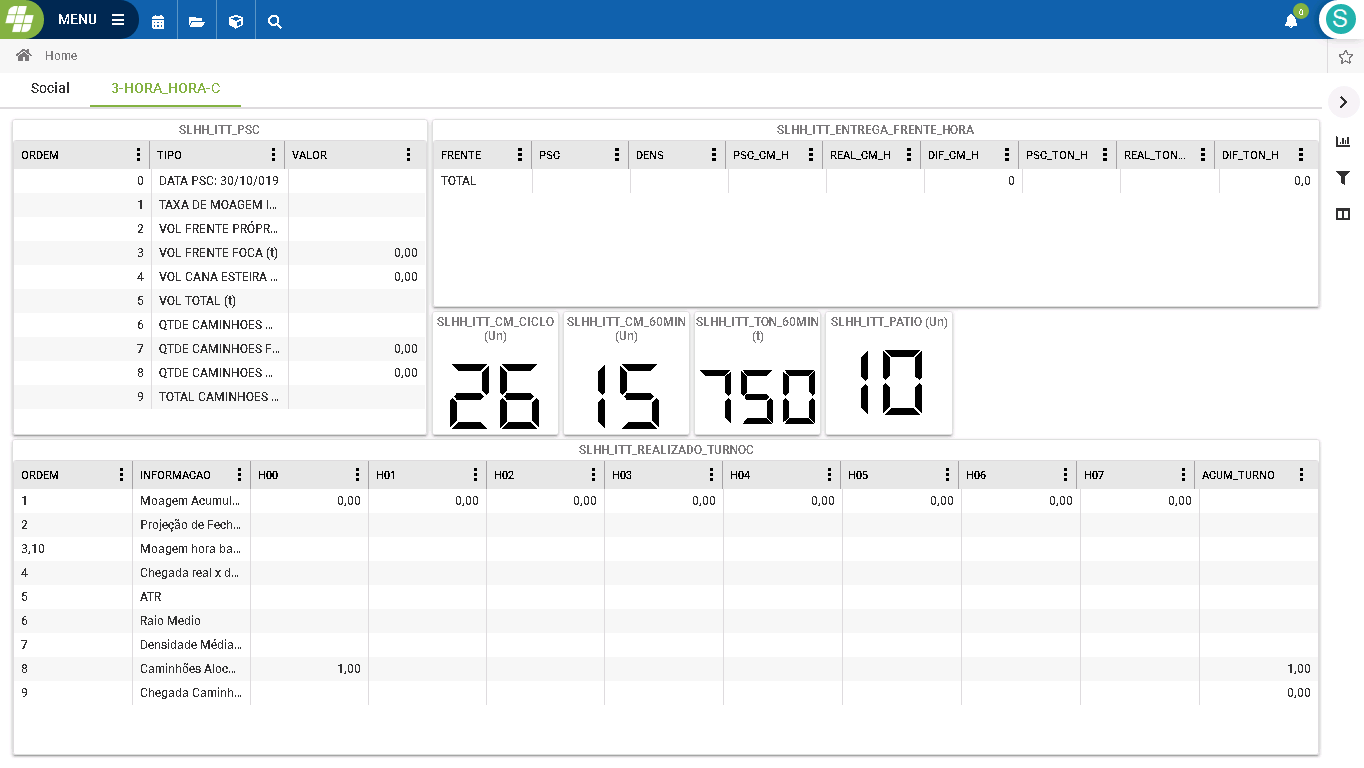 MENU
0
S
Home
Social 3-HORA_HORA-C
SLHH_ITT_PSC
ORDEM TIPO VALOR
0 DATA PSC: 30/10/019
1 TAXA DE MOAGEM I...
2 VOL FRENTE PRÓPR...
3 VOL FRENTE FOCA (t) 0,00
4 VOL CANA ESTEIRA ... 0,00
5 VOL TOTAL (t)
6 QTDE CAMINHOES ...
7 QTDE CAMINHOES F... 0,00
8 QTDE CAMINHOES ... 0,00
9 TOTAL CAMINHOES ...
SLHH_ITT_ENTREGA_FRENTE_HORA
FRENTE PSC DENS PSC_CM_H REAL_CM_H DIF_CM_H PSC_TON_H REAL_TON... DIF_TON_H
TOTAL 0 0,0
SLHH_ITT_CM_CICLO
(Un)
26
SLHH_ITT_CM_60MIN
(Un)
15
SLHH_ITT_TON_60MIN
(t)
750
SLHH_ITT_PATIO (Un)
10
SLHH_ITT_REALIZADO_TURNOC
ORDEM INFORMACAO H00 H01 H02 H03 H04 H05 H06 H07 ACUM_TURNO
1 Moagem Acumul... 0,00 0,00 0,00 0,00 0,00 0,00 0,00 0,00
2 Projeção de Fech...
3,10 Moagem hora ba...
4 Chegada real x d...
5 ATR
6 Raio Medio
7 Densidade Média...
8 Caminhões Aloc... 1,00 1,00
9 Chegada Caminh... 0,00